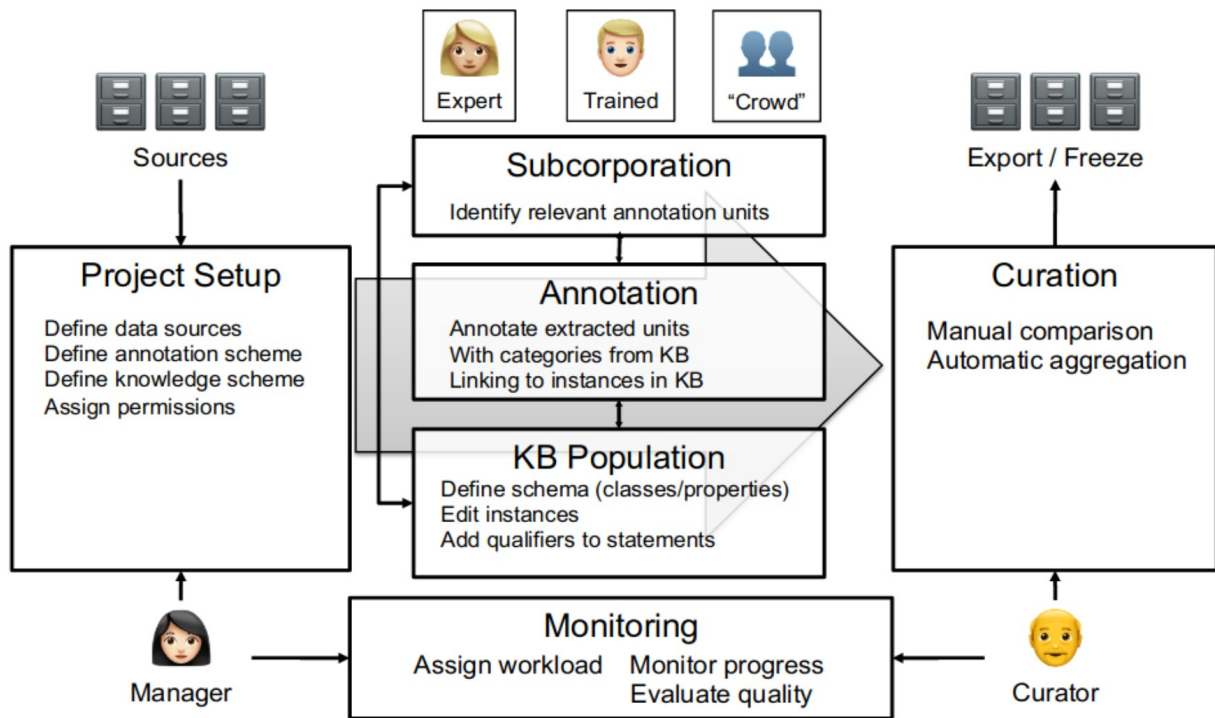 Expert
Trained
“Crowd”
Sources
Export / Freeze
Subcorporation
Identify relevant annotation units
Project Setup
Define data sources
Define annotation scheme
Define knowledge scheme
Assign permissions
Annotation
Annotate extracted units
With categories from KB
Linking to instances in KB
KB Population
Define schema (classes/properties)
Edit instances
Add qualifiers to statements
Curation
Manual comparison
Automatic aggregation
Monitoring
Assign workload
Monitor progress
Evaluate quality
Manager
Curator